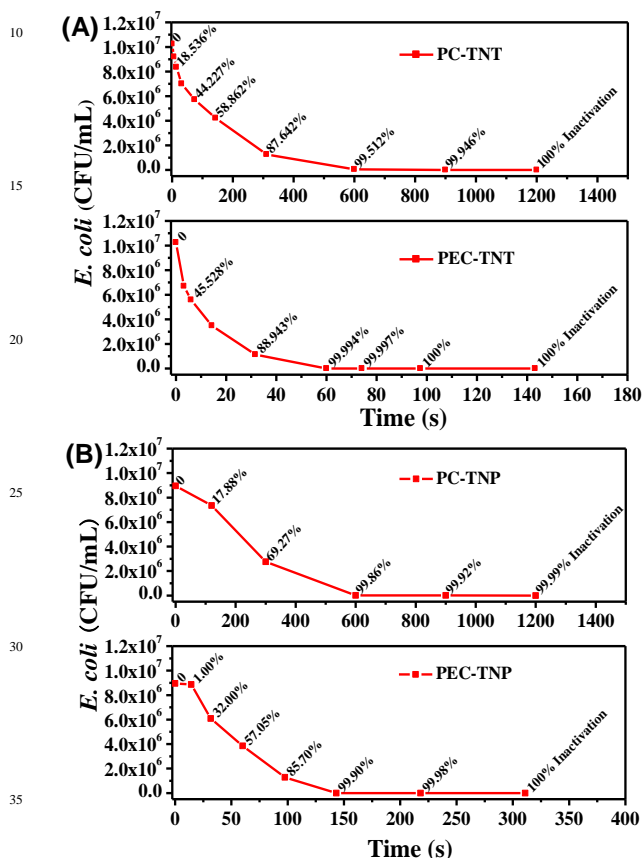 10
(A)
1.2x10^7
1.0x10^7
8.0x10^6
6.0x10^6
4.0x10^6
2.0x10^6
0.0
0
18.536%
44.227%
58.862%
87.642%
99.512%
99.946%
100% Inactivation
PC-TNT
0 200 400 600 800 1000 1200 1400
15
E. coli (CFU/mL)
1.2x10^7
1.0x10^7
8.0x10^6
6.0x10^6
4.0x10^6
2.0x10^6
0.0
0
45.528%
88.943%
99.994%
99.997%
100%
100% Inactivation
PEC-TNT
20
0 20 40 60 80 100 120 140 160 180
Time (s)
(B)
1.2x10^7
1.0x10^7
8.0x10^6
6.0x10^6
4.0x10^6
2.0x10^6
0.0
0
17.88%
69.27%
99.86%
99.92%
99.99% Inactivation
PC-TNP
25
0 200 400 600 800 1000 1200 1400
E. coli (CFU/mL)
30
1.2x10^7
1.0x10^7
8.0x10^6
6.0x10^6
4.0x10^6
2.0x10^6
0.0
0
1.00%
32.00%
57.05%
85.70%
99.90%
99.98%
100% Inactivation
PEC-TNP
35
0 50 100 150 200 250 300 350 400
Time (s)